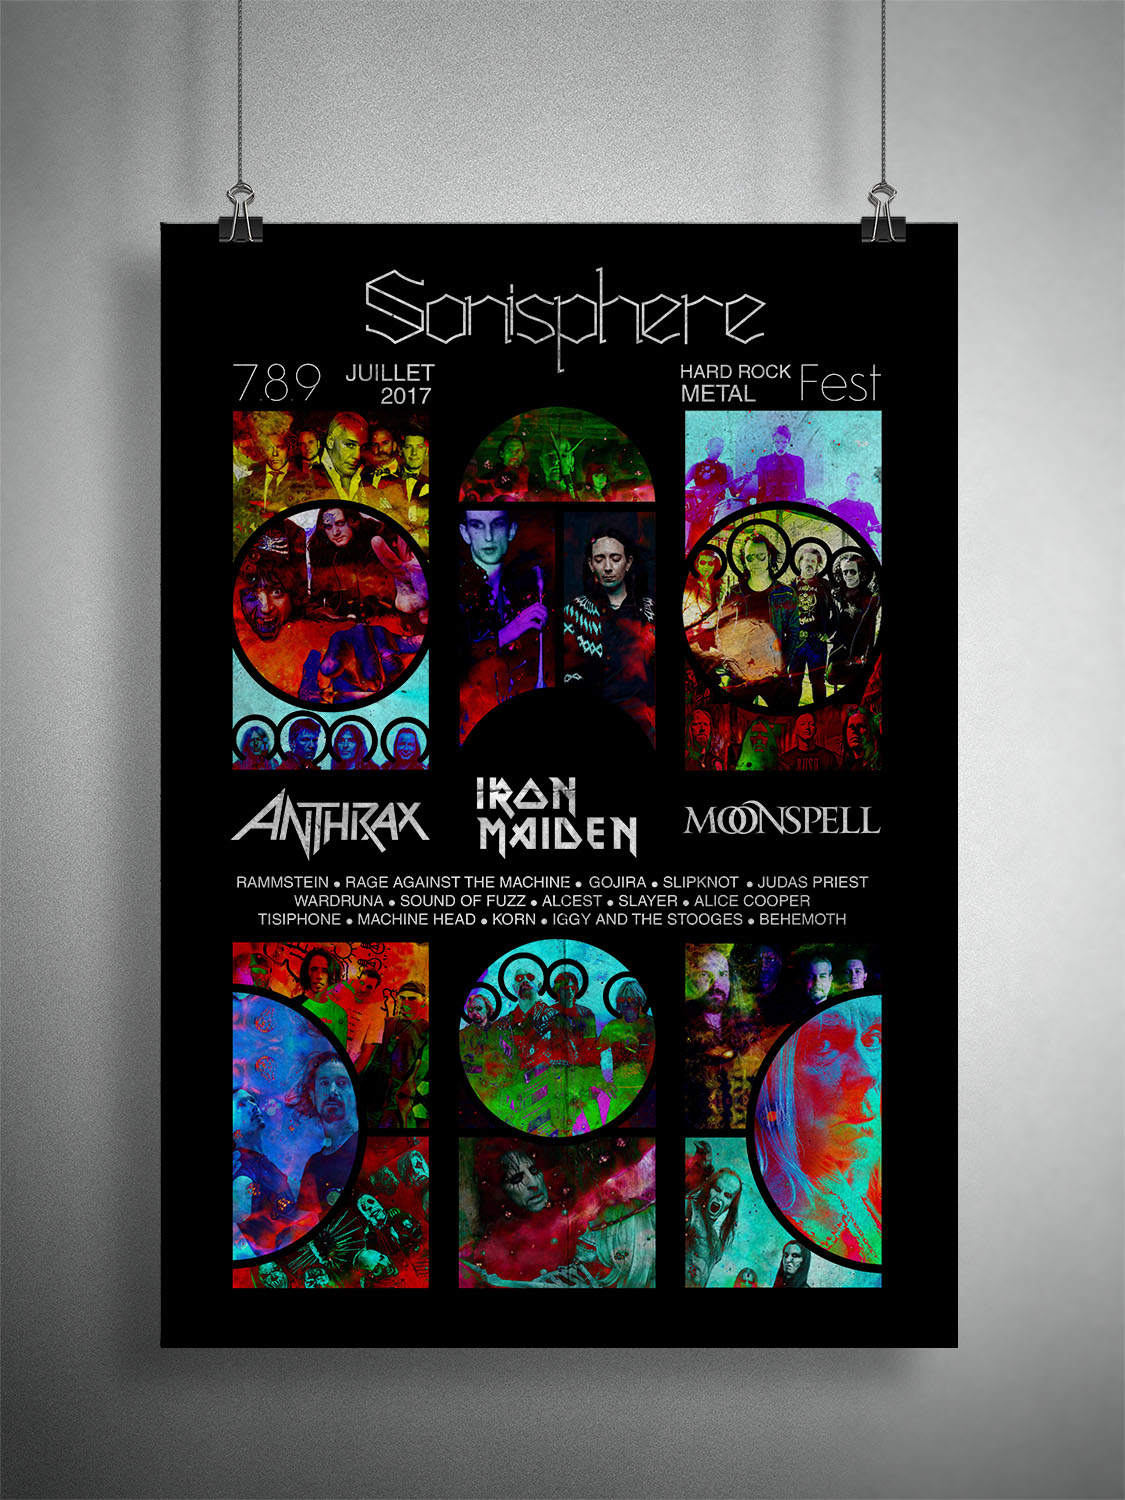 Sonisphere
7.8.9 JUILLET 2017
HARD ROCK METAL Fest
ANTHRAX
IRON MAIDEN
MOONSPELL
RAMMSTEIN • RAGE AGAINST THE MACHINE • GOJIRA • SLIPKNOT • JUDAS PRIEST
WARDRUNA • SOUND OF FUZZ • ALCEST • SLAYER • ALICE COOPER
TISIPHONE • MACHINE HEAD • KORN • IGGY AND THE STOOGES • BEHEMOTH